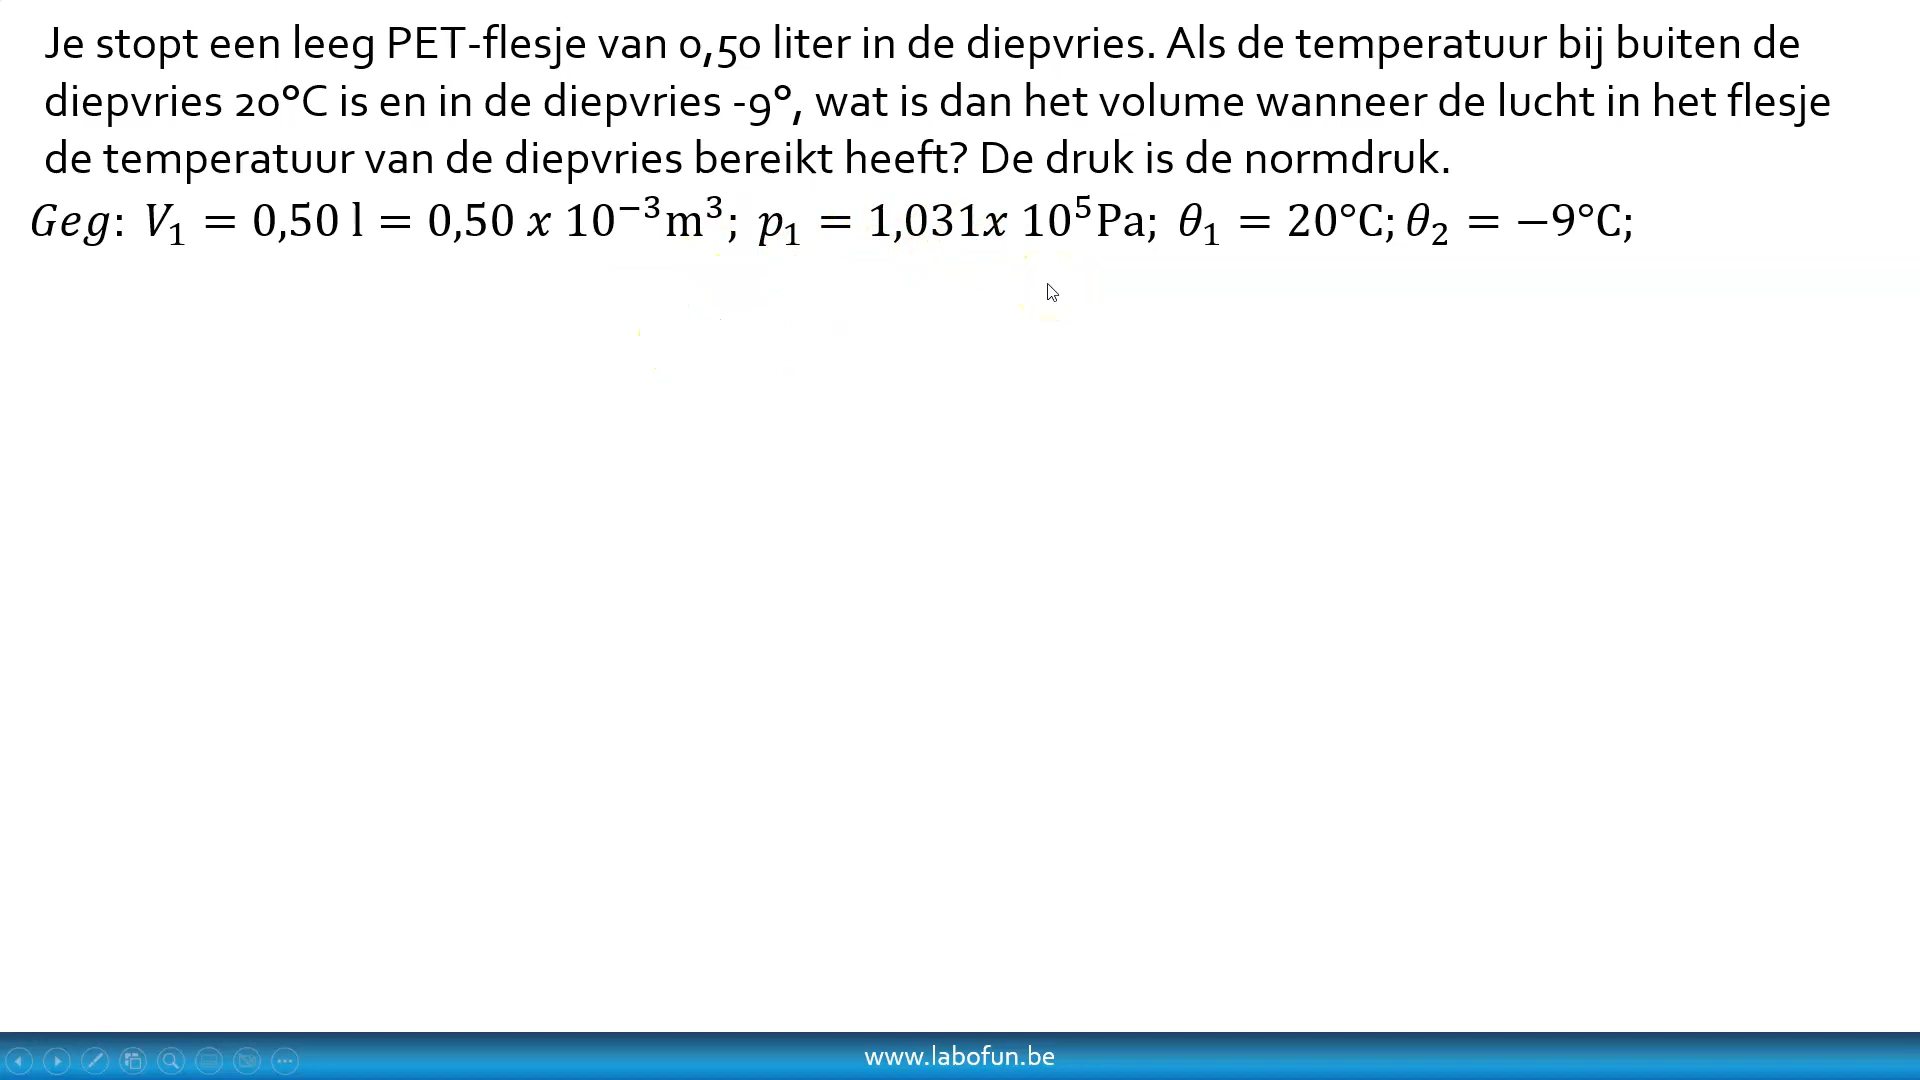 Je stopt een leeg PET-flesje van 0,50 liter in de diepvries. Als de temperatuur bij buiten de
diepvries 20°C is en in de diepvries -9°, wat is dan het volume wanneer de lucht in het flesje
de temperatuur van de diepvries bereikt heeft? De druk is de normdruk.
Geg: V₁ = 0,50 l = 0,50 x 10⁻³m³; p₁ = 1,031x 10⁵Pa; θ₁ = 20°C; θ₂ = −9°C;
www.labofun.be